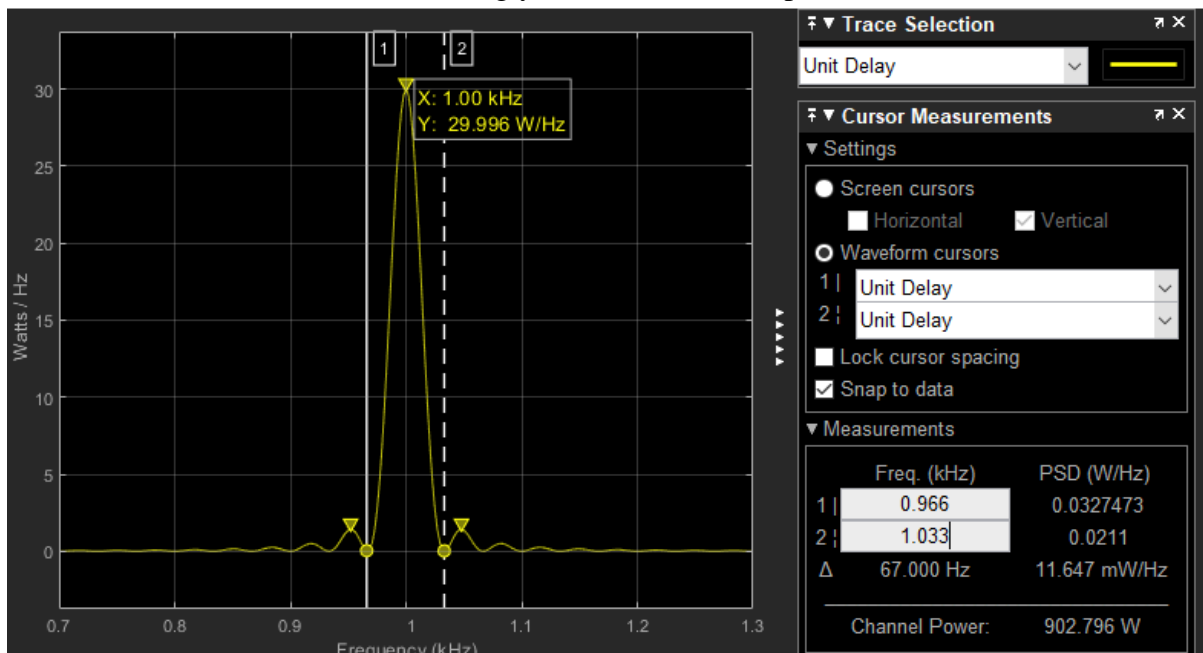 1
2
X: 1.00 kHz
Y: 29.996 W/Hz
30
25
20
15
10
5
0
Watts / Hz
0.7
0.8
0.9
1
1.1
1.2
1.3
Frequency (kHz)
Trace Selection
Unit Delay
Cursor Measurements
Settings
Screen cursors
Horizontal Vertical
Waveform cursors
1 | Unit Delay
2 ¦ Unit Delay
Lock cursor spacing
Snap to data
Measurements
Freq. (kHz) PSD (W/Hz)
1 | 0.966 0.0327473
2 ¦ 1.033 0.0211
Δ 67.000 Hz 11.647 mW/Hz
Channel Power: 902.796 W